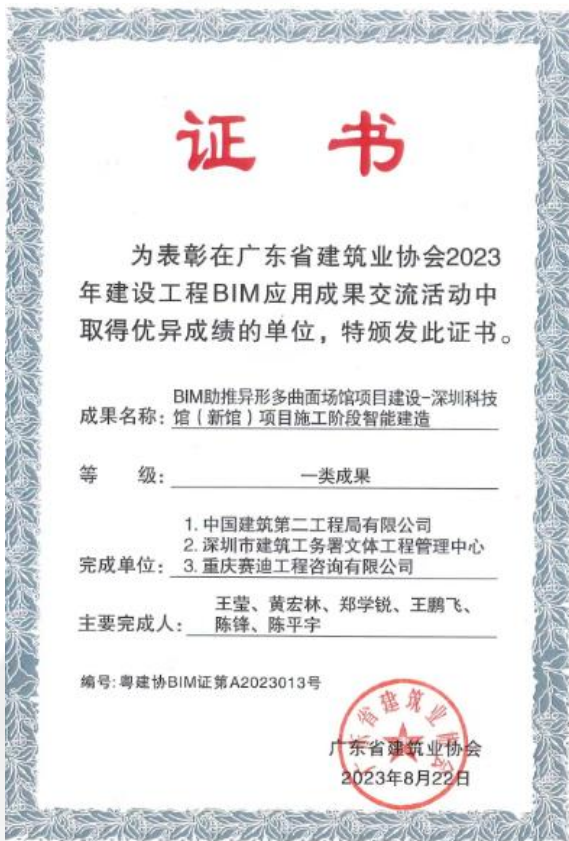 证 书
为表彰在广东省建筑业协会2023
年建设工程BIM应用成果交流活动中
取得优异成绩的单位，特颁发此证书。
BIM助推异形多曲面场馆项目建设-深圳科技
成果名称：馆（新馆）项目施工阶段智能建造
等 级： 一类成果
1. 中国建筑第二工程局有限公司
2. 深圳市建筑工务署文体工程管理中心
完成单位： 3. 重庆赛迪工程咨询有限公司
王莹、黄宏林、郑学锐、王鹏飞、
主要完成人： 陈锋、陈平宇
编号：粤建协BIM证第A2023013号
广东省建筑业协会
广东省建筑业协会
2023年8月22日